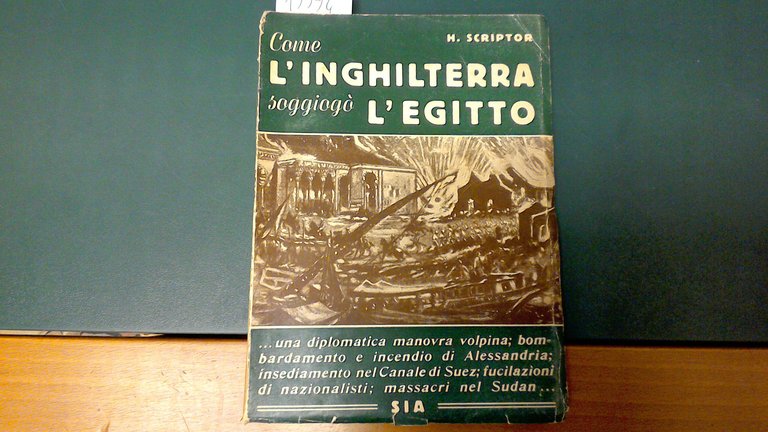 Come
H. SCRIPTOR
L'INGHILTERRA
soggiogò L'EGITTO
...una diplomatica manovra volpina; bom-
bardamento e incendio di Alessandria;
insediamento nel Canale di Suez; fucilazioni
di nazionalisti; massacri nel Sudan...
SIA